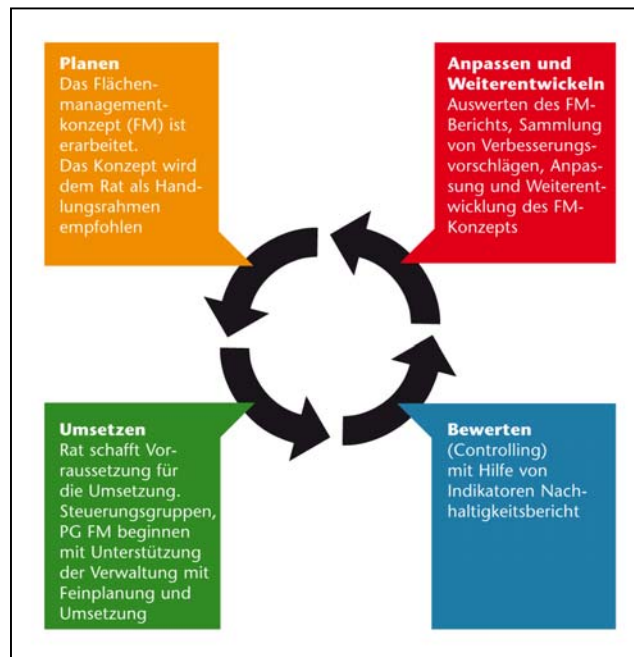 Planen
Das Flächen-
management-
konzept (FM) ist
erarbeitet.
Das Konzept wird
dem Rat als Hand-
lungsrahmen
empfohlen
Anpassen und
Weiterentwickeln
Auswerten des FM-
Berichts, Sammlung
von Verbesserungs-
vorschlägen, Anpas-
sung und Weiterent-
wicklung des FM-
Konzepts
Umsetzen
Rat schafft Vor-
raussetzung für
die Umsetzung.
Steuerungsgruppen,
PG FM beginnen
mit Unterstützung
der Verwaltung mit
Feinplanung und
Umsetzung
Bewerten
(Controlling)
mit Hilfe von
Indikatoren Nach-
haltigkeitsbericht